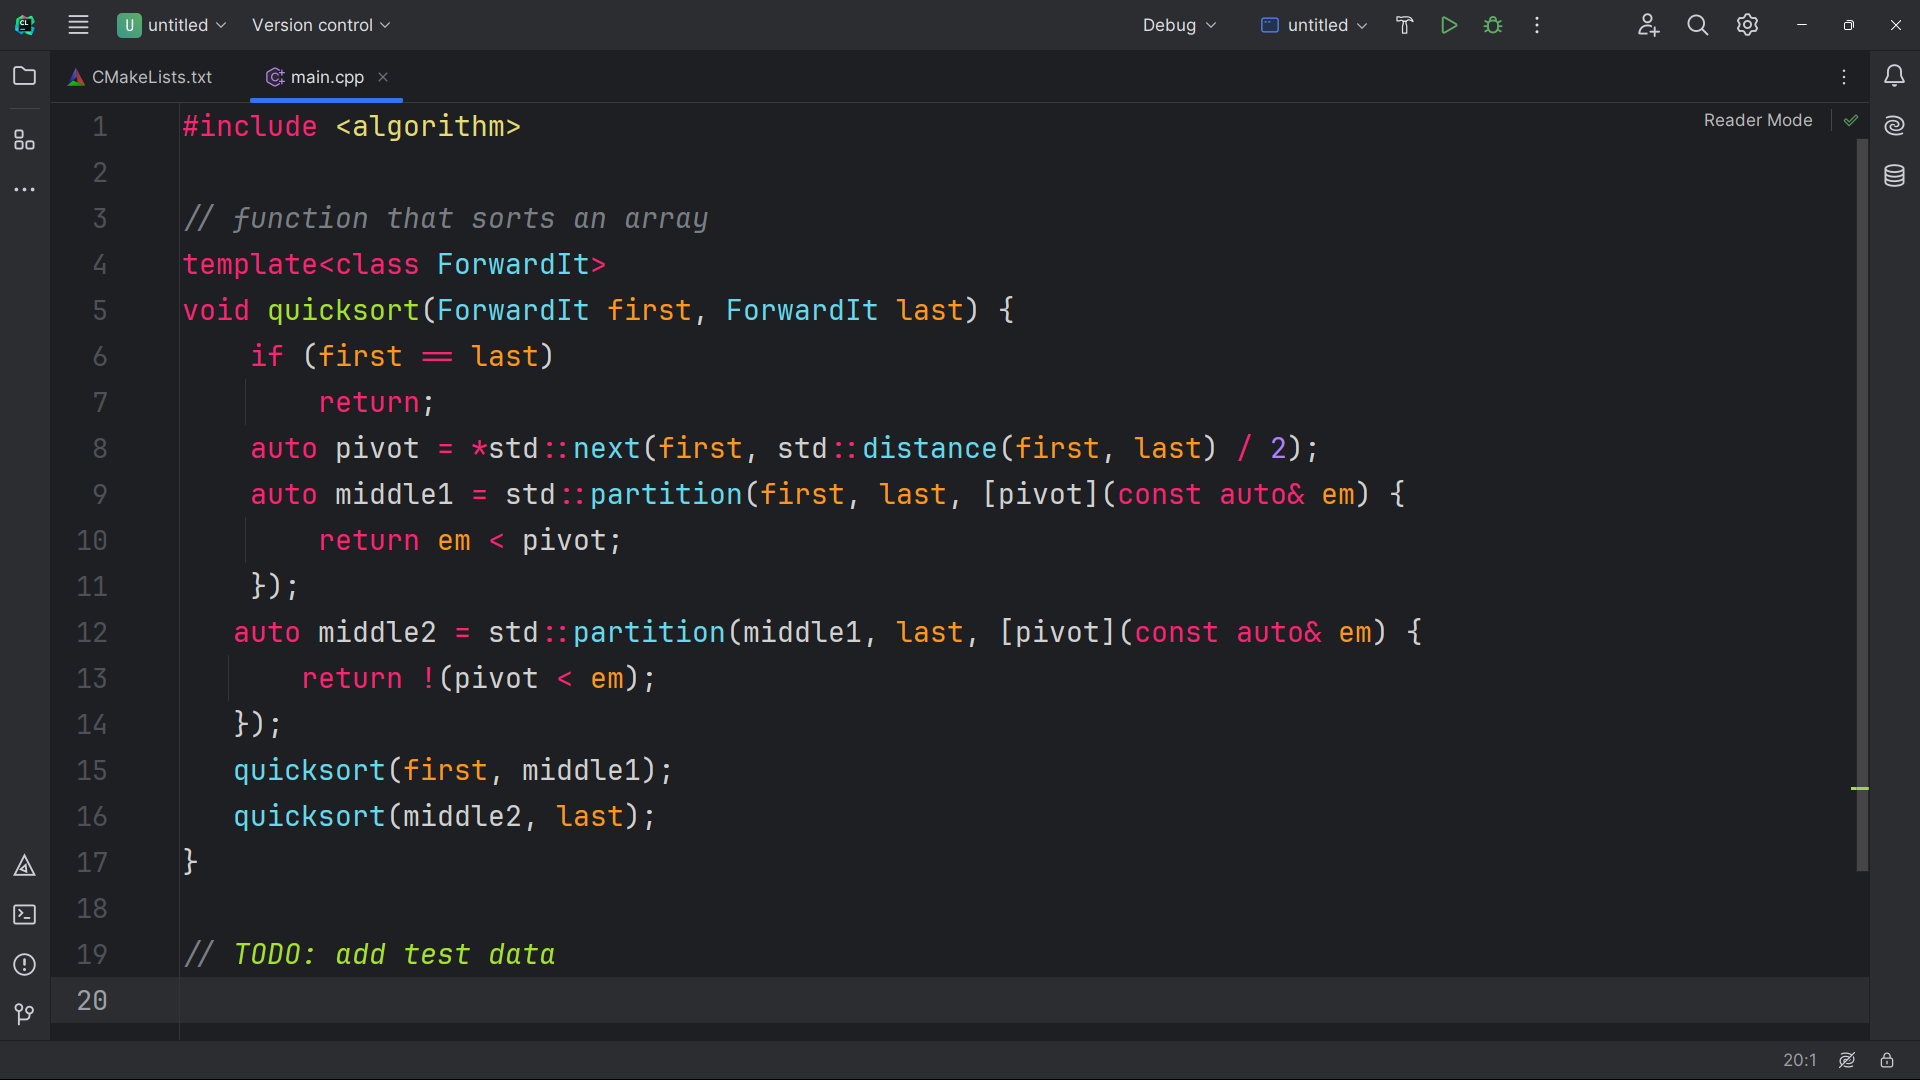 CL
U untitled Version control Debug untitled
CMakeLists.txt main.cpp
Reader Mode
1 #include <algorithm>
2
3 // function that sorts an array
4 template<class ForwardIt>
5 void quicksort(ForwardIt first, ForwardIt last) {
6 if (first == last)
7 return;
8 auto pivot = *std::next(first, std::distance(first, last) / 2);
9 auto middle1 = std::partition(first, last, [pivot](const auto& em) {
10 return em < pivot;
11 });
12 auto middle2 = std::partition(middle1, last, [pivot](const auto& em) {
13 return !(pivot < em);
14 });
15 quicksort(first, middle1);
16 quicksort(middle2, last);
17 }
18
19 // TODO: add test data
20
20:1